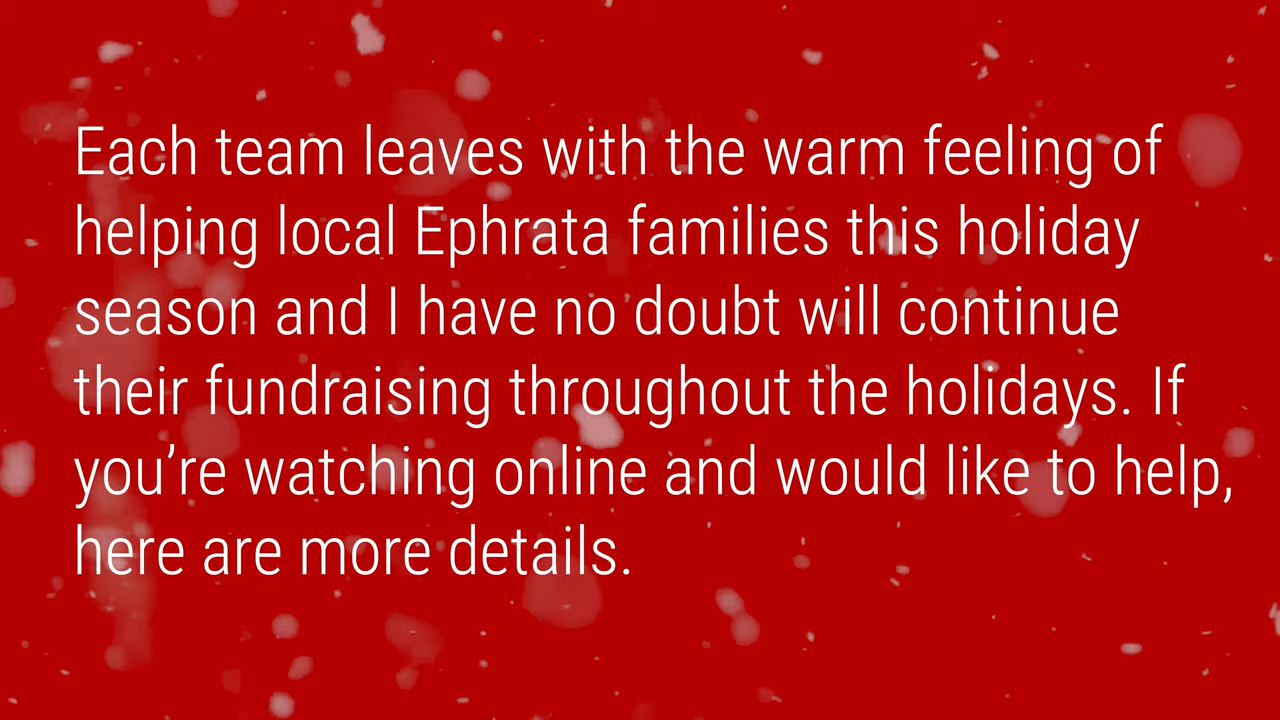 Each team leaves with the warm feeling of
helping local Ephrata families this holiday
season and I have no doubt will continue
their fundraising throughout the holidays. If
you’re watching online and would like to help,
here are more details.